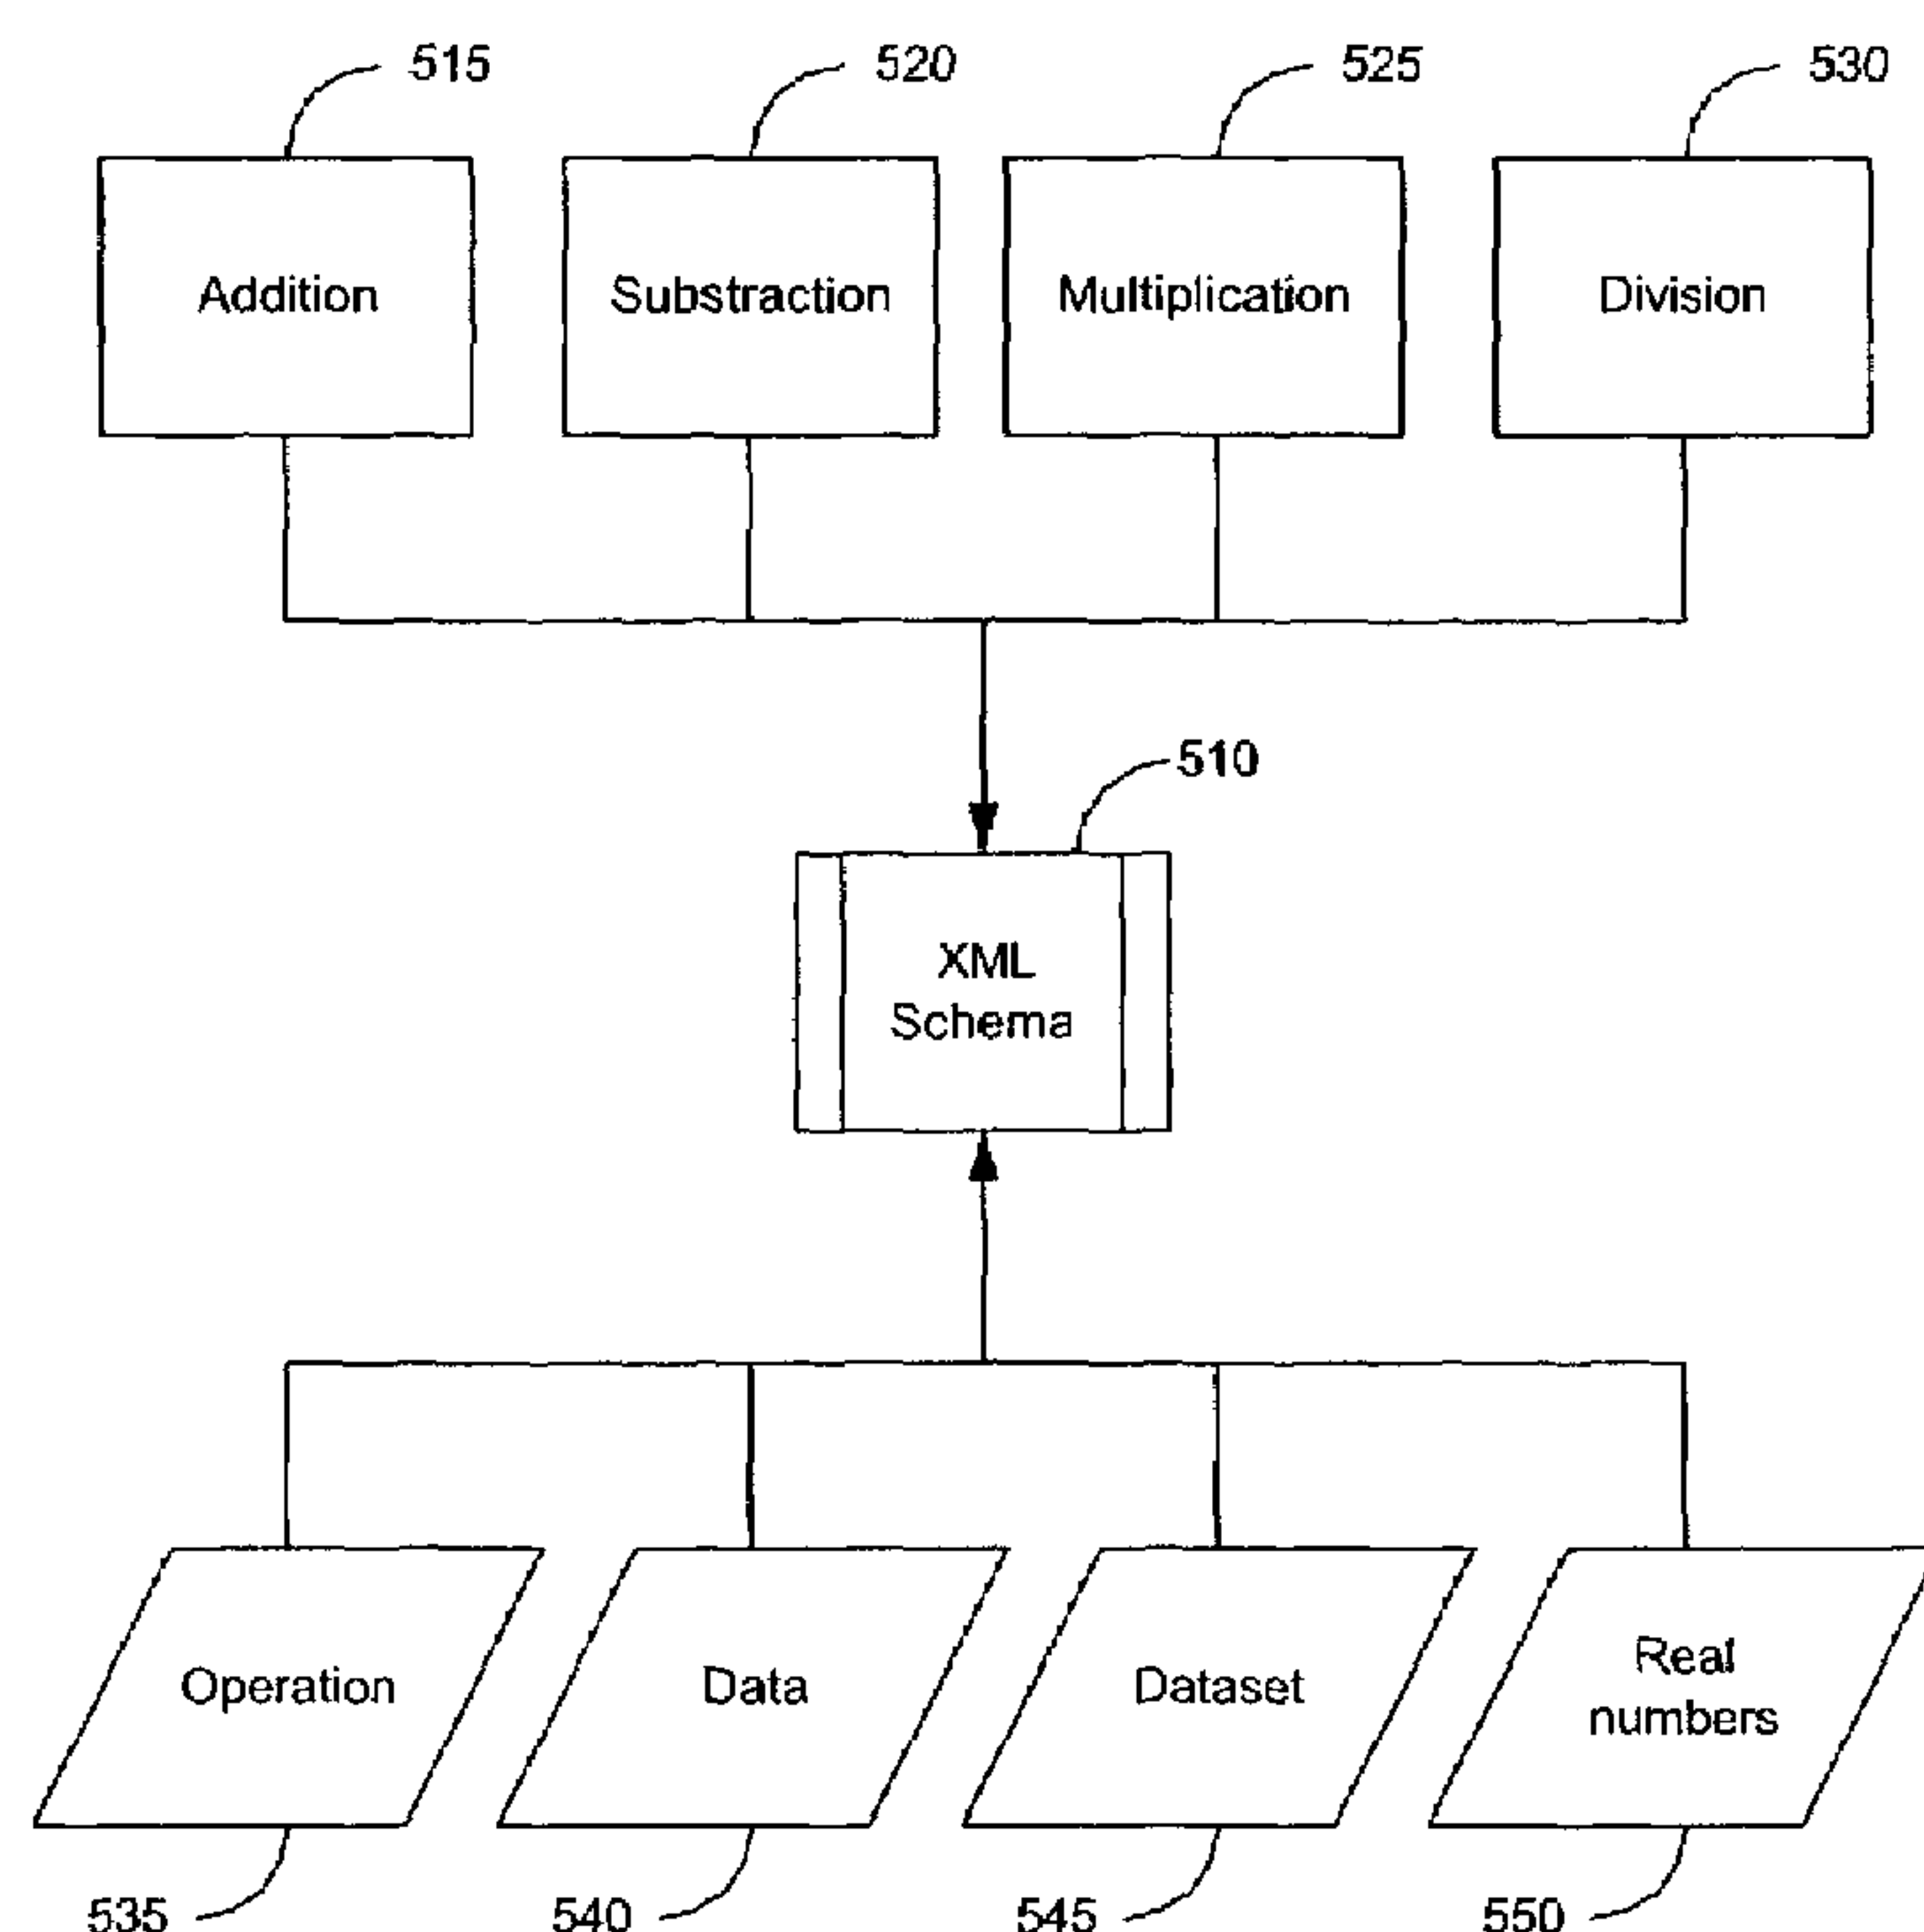 515
520
525
530
Addition
Substraction
Multiplication
Division
510
XML
Schema
Operation
Data
Dataset
Real
numbers
535
540
545
550